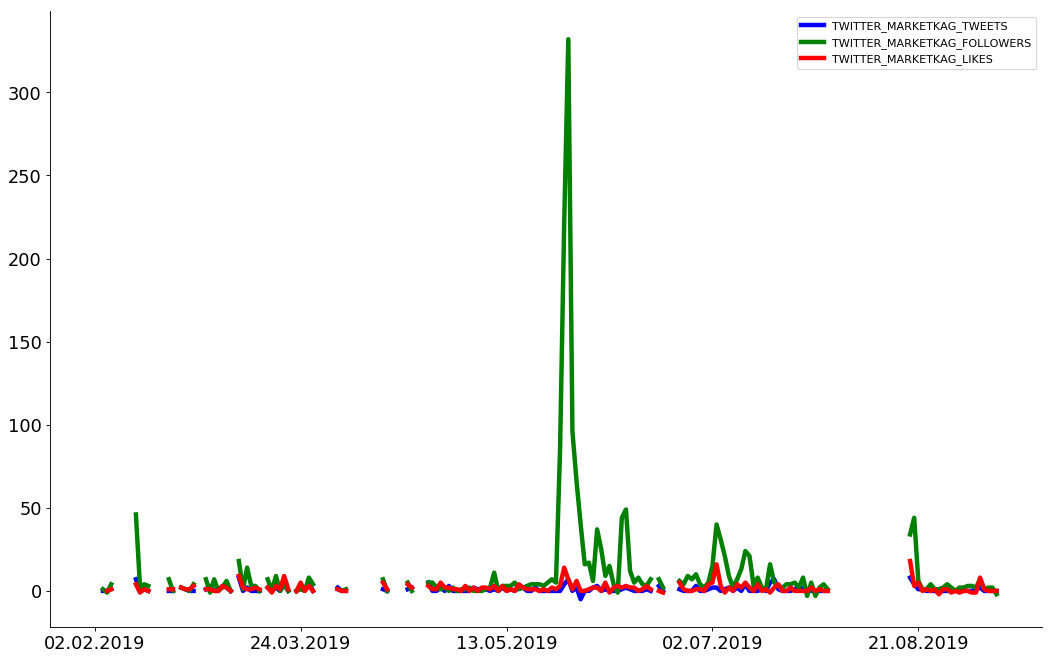 TWITTER_MARKETKAG_TWEETS
TWITTER_MARKETKAG_FOLLOWERS
TWITTER_MARKETKAG_LIKES
300
250
200
150
100
50
0
02.02.2019 24.03.2019 13.05.2019 02.07.2019 21.08.2019